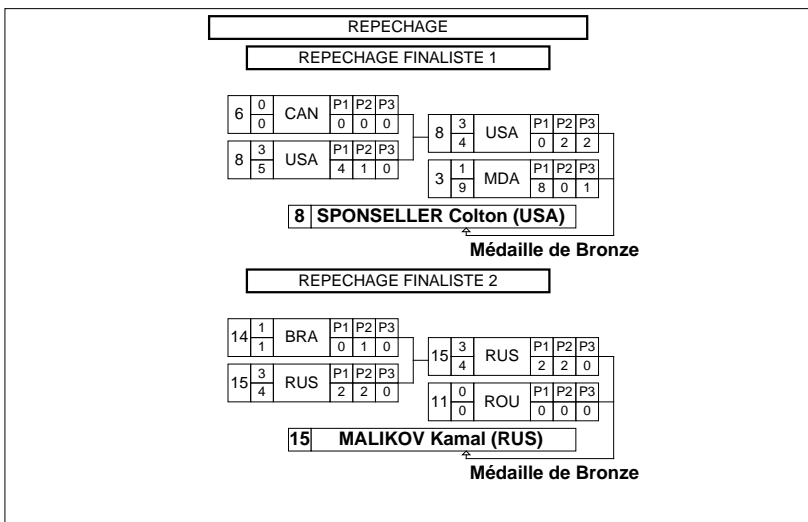 REPECHAGE
REPECHAGE FINALISTE 1
6 0 0 CAN P1 P2 P3 0 0 0
8 3 5 USA P1 P2 P3 4 1 0
8 3 4 USA P1 P2 P3 0 2 2
3 1 9 MDA P1 P2 P3 8 0 1
8 SPONSELLER Colton (USA)
Médaille de Bronze
REPECHAGE FINALISTE 2
14 1 1 BRA P1 P2 P3 0 1 0
15 3 4 RUS P1 P2 P3 2 2 0
15 3 4 RUS P1 P2 P3 2 2 0
11 0 0 ROU P1 P2 P3 0 0 0
15 MALIKOV Kamal (RUS)
Médaille de Bronze